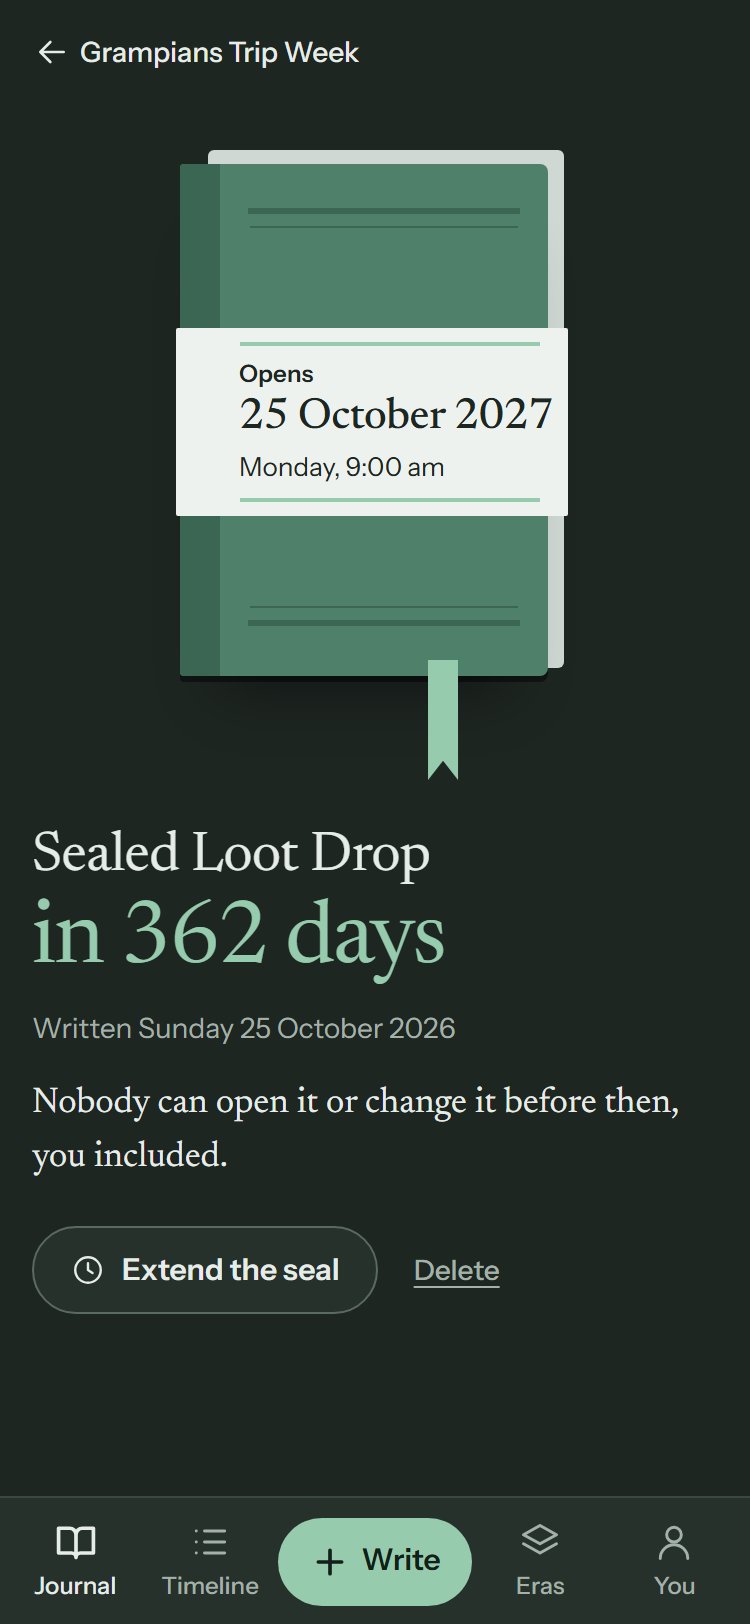 Grampians Trip Week
Opens
25 October 2027
Monday, 9:00 am
Sealed Loot Drop
in 362 days
Written Sunday 25 October 2026
Nobody can open it or change it before then,
you included.
Extend the seal
Delete
Journal
Timeline
Write
Eras
You